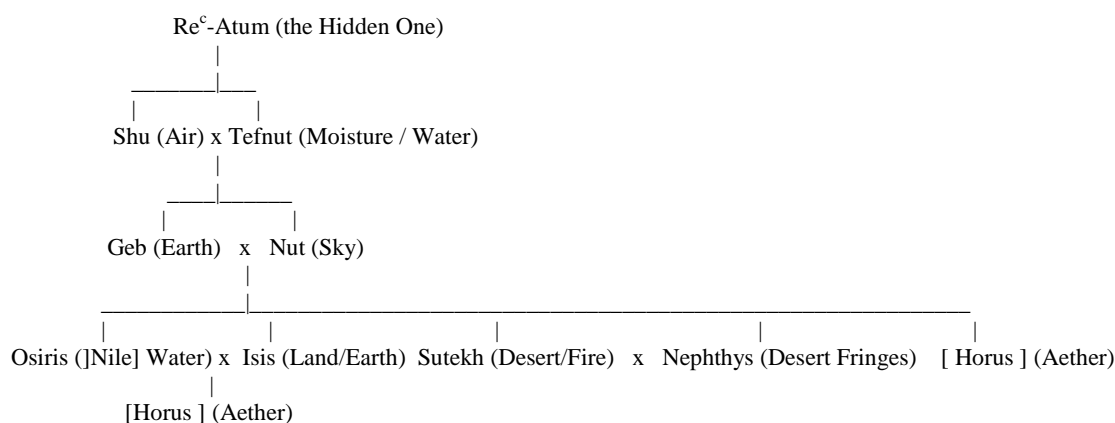 Reᶜ-Atum (the Hidden One)
Shu (Air) x Tefnut (Moisture / Water)
Geb (Earth) x Nut (Sky)
Osiris (]Nile] Water) x Isis (Land/Earth) Sutekh (Desert/Fire) x Nephthys (Desert Fringes) [ Horus ] (Aether)
[Horus ] (Aether)